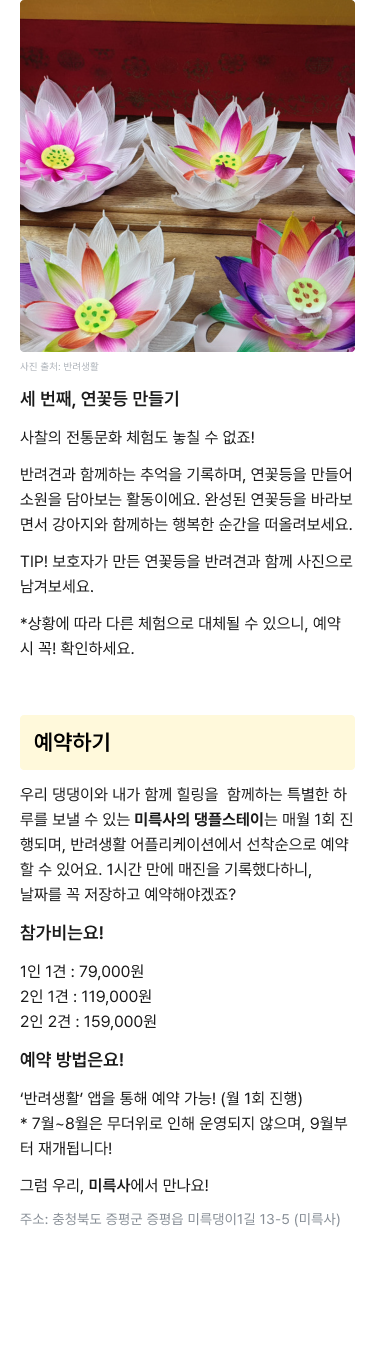 사진 출처: 반려생활
세 번째, 연꽃등 만들기
사찰의 전통문화 체험도 놓칠 수 없죠!
반려견과 함께하는 추억을 기록하며, 연꽃등을 만들어
소원을 담아보는 활동이에요. 완성된 연꽃등을 바라보
면서 강아지와 함께하는 행복한 순간을 떠올려보세요.
TIP! 보호자가 만든 연꽃등을 반려견과 함께 사진으로
남겨보세요.
*상황에 따라 다른 체험으로 대체될 수 있으니, 예약
시 꼭! 확인하세요.
예약하기
우리 댕댕이와 내가 함께 힐링을  함께하는 특별한 하
루를 보낼 수 있는 미륵사의 댕플스테이는 매월 1회 진
행되며, 반려생활 어플리케이션에서 선착순으로 예약
할 수 있어요. 1시간 만에 매진을 기록했다하니,
날짜를 꼭 저장하고 예약해야겠죠?
참가비는요!
1인 1견 : 79,000원
2인 1견 : 119,000원
2인 2견 : 159,000원
예약 방법은요!
‘반려생활’ 앱을 통해 예약 가능! (월 1회 진행)
* 7월~8월은 무더위로 인해 운영되지 않으며, 9월부
터 재개됩니다!
그럼 우리, 미륵사에서 만나요!
주소: 충청북도 증평군 증평읍 미륵댕이1길 13-5 (미륵사)